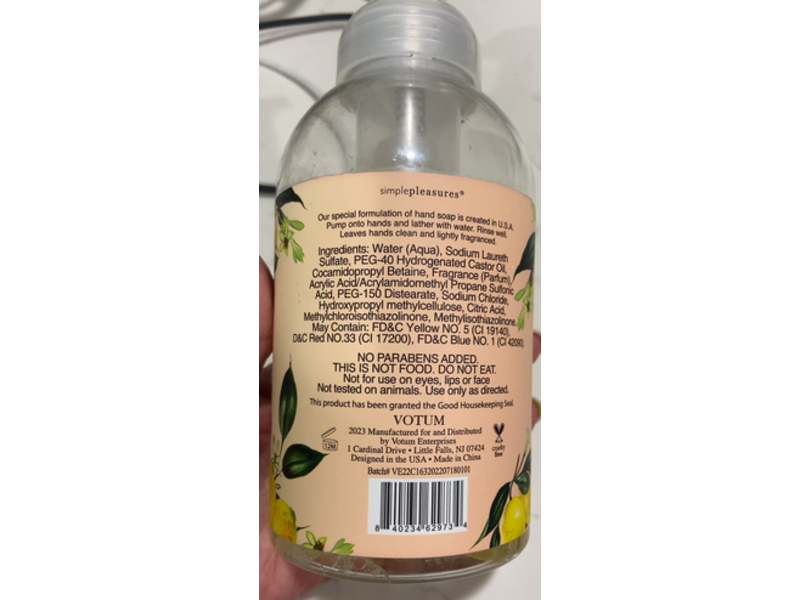 simplepleasures®
Our special formulation of hand soap is created in U.S.A.
Pump onto hands and lather with water. Rinse well.
Leaves hands clean and lightly fragranced.
Ingredients: Water (Aqua), Sodium Laureth
Sulfate, PEG-40 Hydrogenated Castor Oil,
Cocamidopropyl Betaine, Fragrance (Parfum),
Acrylic Acid/Acrylamidomethyl Propane Sulfonic
Acid, PEG-150 Distearate, Sodium Chloride,
Hydroxypropyl methylcellulose, Citric Acid,
Methylchloroisothiazolinone, Methylisothiazolinone.
May Contain: FD&C Yellow NO. 5 (CI 19140),
D&C Red NO.33 (CI 17200), FD&C Blue NO. 1 (CI 42090)
NO PARABENS ADDED.
THIS IS NOT FOOD. DO NOT EAT.
Not for use on eyes, lips or face
Not tested on animals. Use only as directed.
This product has been granted the Good Housekeeping Seal.
VOTUM
2023 Manufactured for and Distributed
by Votum Enterprises
1 Cardinal Drive • Little Falls, NJ 07424
Designed in the USA • Made in China
Batch# VE22C163202207180101
12M
cruelty
free
8 40234 62973 4